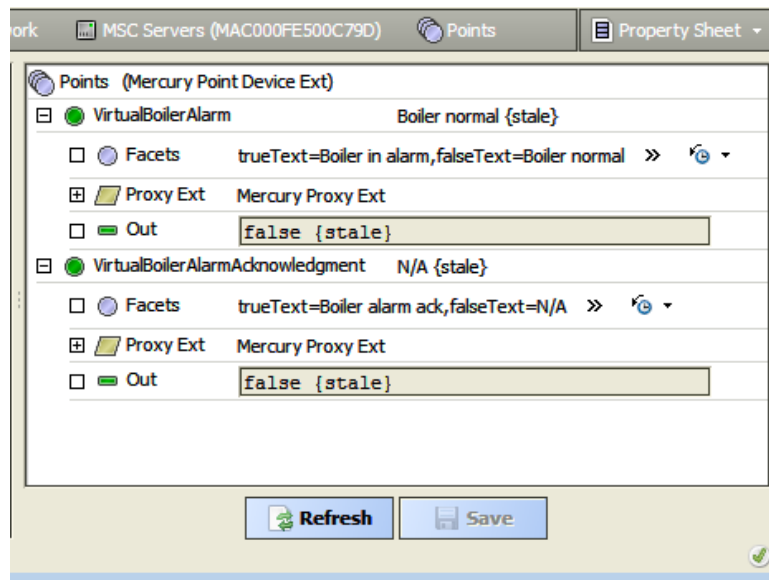 ork MSC Servers (MAC000FE500C79D) Points Property Sheet
Points (Mercury Point Device Ext)
VirtualBoilerAlarm Boiler normal {stale}
Facets trueText=Boiler in alarm,falseText=Boiler normal »
Proxy Ext Mercury Proxy Ext
Out false {stale}
VirtualBoilerAlarmAcknowledgment N/A {stale}
Facets trueText=Boiler alarm ack,falseText=N/A »
Proxy Ext Mercury Proxy Ext
Out false {stale}
Refresh Save